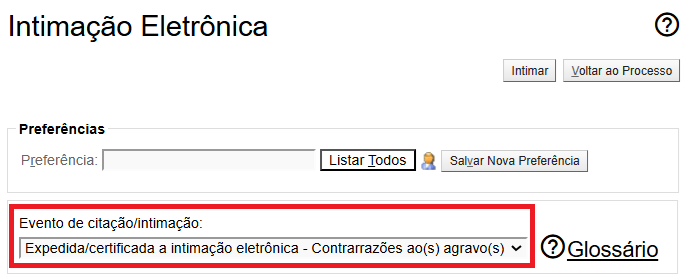 Intimação Eletrônica
Intimar Voltar ao Processo
Preferências
Preferência: Listar Todos Salvar Nova Preferência
Evento de citação/intimação:
Expedida/certificada a intimação eletrônica - Contrarrazões ao(s) agravo(s) Glossário